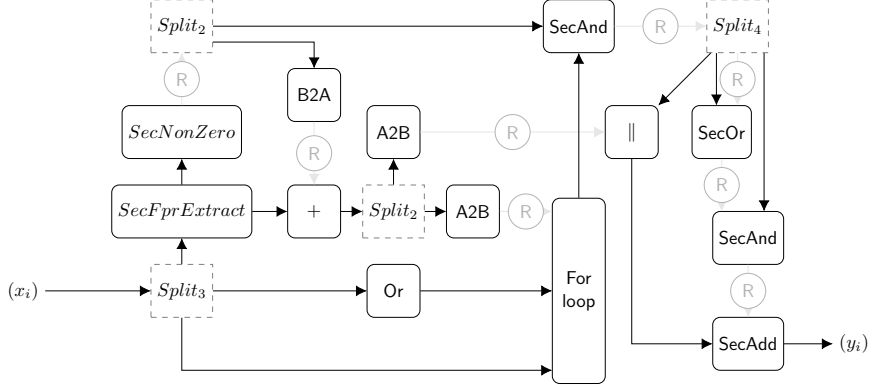 Split₂
SecAnd
R
Split₄
R
R
B2A
SecNonZero
A2B
R
||
SecOr
R
SecFprExtract
+
Split₂
A2B
R
R
SecAnd
(xᵢ)
Split₃
Or
For
loop
R
SecAdd
(yᵢ)